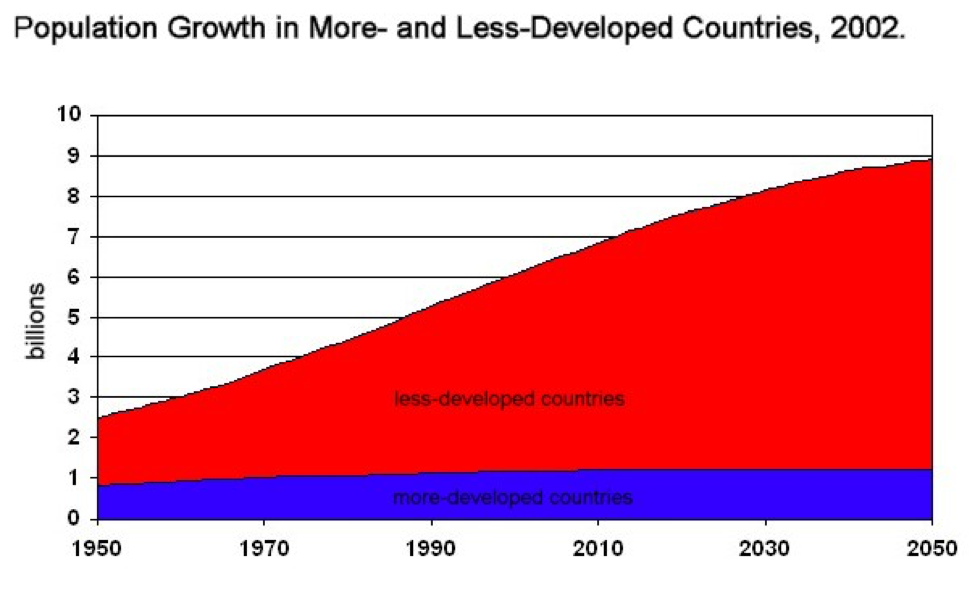 Population Growth in More- and Less-Developed Countries, 2002.
10
9
8
7
6
5
4
3
2
1
0
billions
less-developed countries
more-developed countries
1950 1970 1990 2010 2030 2050